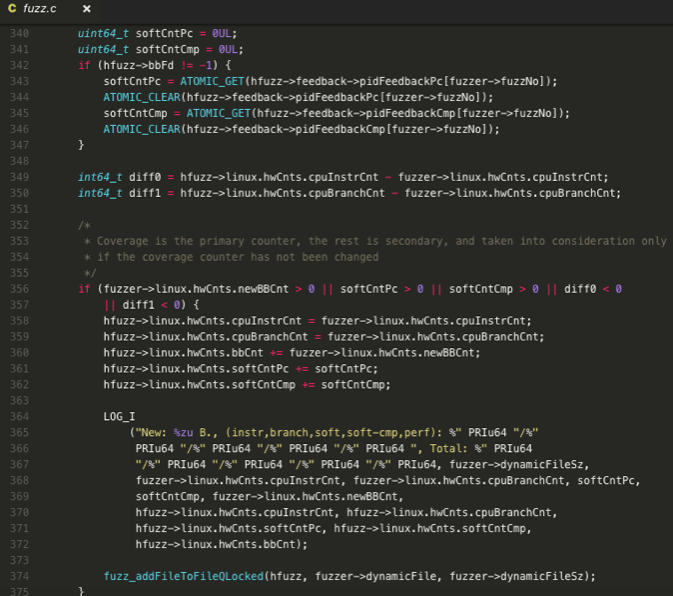 C fuzz.c ×
340 uint64_t softCntPc = 0UL;
341 uint64_t softCntCmp = 0UL;
342 if (hfuzz->bbFd != -1) {
343 softCntPc = ATOMIC_GET(hfuzz->feedback->pidFeedbackPc[fuzzer->fuzzNo]);
344 ATOMIC_CLEAR(hfuzz->feedback->pidFeedbackPc[fuzzer->fuzzNo]);
345 softCntCmp = ATOMIC_GET(hfuzz->feedback->pidFeedbackCmp[fuzzer->fuzzNo]);
346 ATOMIC_CLEAR(hfuzz->feedback->pidFeedbackCmp[fuzzer->fuzzNo]);
347 }
348
349 int64_t diff0 = hfuzz->linux.hwCnts.cpuInstrCnt - fuzzer->linux.hwCnts.cpuInstrCnt;
350 int64_t diff1 = hfuzz->linux.hwCnts.cpuBranchCnt - fuzzer->linux.hwCnts.cpuBranchCnt;
351
352 /*
353 * Coverage is the primary counter, the rest is secondary, and taken into consideration only
354 * if the coverage counter has not been changed
355 */
356 if (fuzzer->linux.hwCnts.newBBCnt > 0 || softCntPc > 0 || softCntCmp > 0 || diff0 < 0
357 || diff1 < 0) {
358 hfuzz->linux.hwCnts.cpuInstrCnt = fuzzer->linux.hwCnts.cpuInstrCnt;
359 hfuzz->linux.hwCnts.cpuBranchCnt = fuzzer->linux.hwCnts.cpuBranchCnt;
360 hfuzz->linux.hwCnts.bbCnt += fuzzer->linux.hwCnts.newBBCnt;
361 hfuzz->linux.hwCnts.softCntPc += softCntPc;
362 hfuzz->linux.hwCnts.softCntCmp += softCntCmp;
363
364 LOG_I
365 ("New: %zu B., (instr,branch,soft,soft-cmp,perf): %" PRIu64 "/%"
366 PRIu64 "/%" PRIu64 "/%" PRIu64 "/%" PRIu64 ", Total: %" PRIu64
367 "/%" PRIu64 "/%" PRIu64 "/%" PRIu64 "/%" PRIu64, fuzzer->dynamicFileSz,
368 fuzzer->linux.hwCnts.cpuInstrCnt, fuzzer->linux.hwCnts.cpuBranchCnt, softCntPc,
369 softCntCmp, fuzzer->linux.hwCnts.newBBCnt,
370 hfuzz->linux.hwCnts.cpuInstrCnt, hfuzz->linux.hwCnts.cpuBranchCnt,
371 hfuzz->linux.hwCnts.softCntPc, hfuzz->linux.hwCnts.softCntCmp,
372 hfuzz->linux.hwCnts.bbCnt);
373
374 fuzz_addFileToFileQLocked(hfuzz, fuzzer->dynamicFile, fuzzer->dynamicFileSz);
375 }